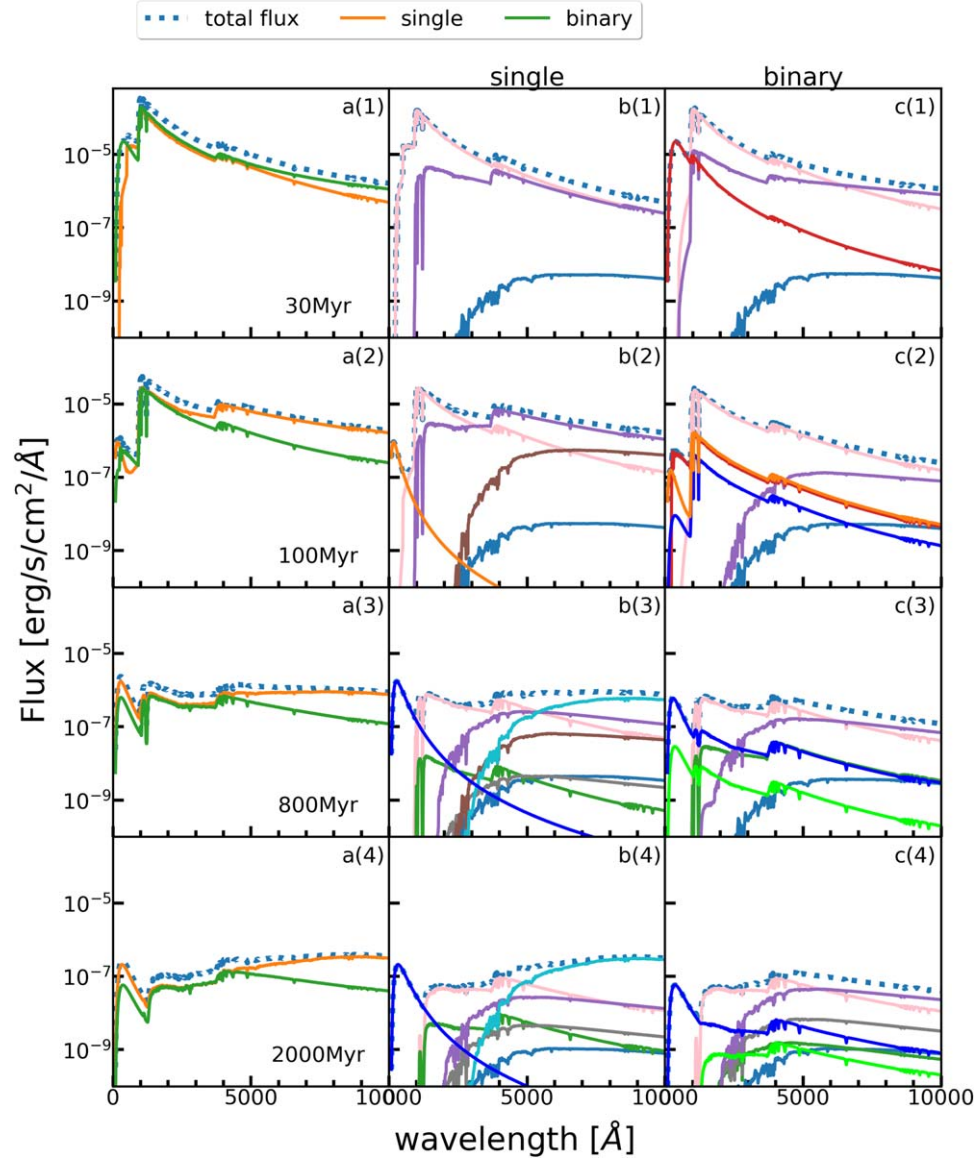 total flux single binary
single binary
a(1) b(1) c(1)
10⁻⁵
10⁻⁷
10⁻⁹
30Myr
a(2) b(2) c(2)
10⁻⁵
10⁻⁷
10⁻⁹
100Myr
a(3) b(3) c(3)
10⁻⁵
10⁻⁷
10⁻⁹
800Myr
a(4) b(4) c(4)
10⁻⁵
10⁻⁷
10⁻⁹
2000Myr
Flux [erg/s/cm²/Å]
0 5000 10000 5000 10000 5000 10000
wavelength [Å]